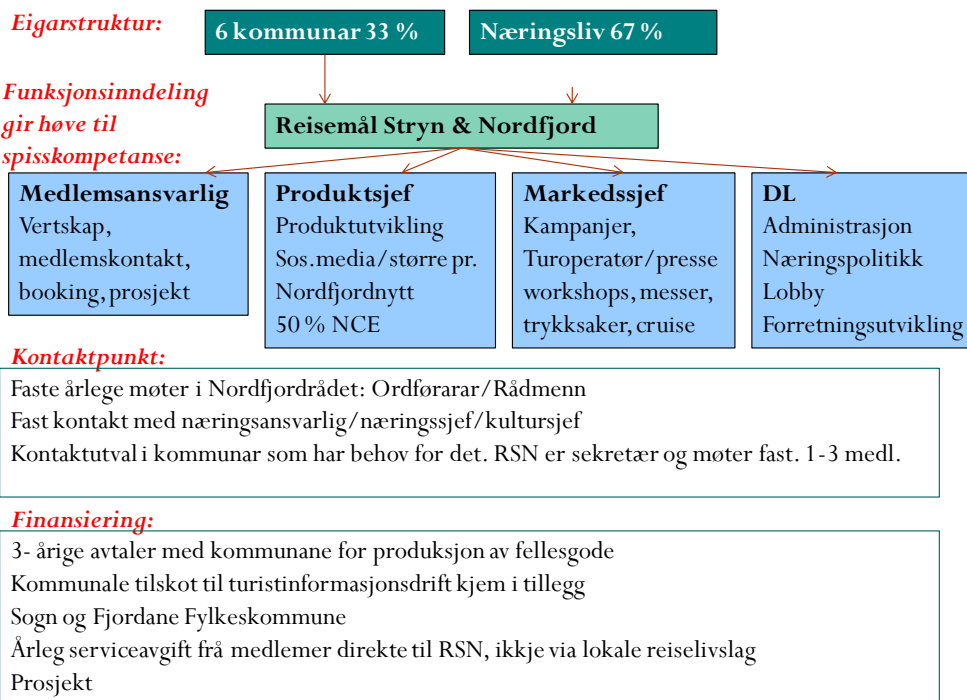 Eigarstruktur:
6 kommunar 33 %
Næringsliv 67 %
Funksjonsinndeling
gir høve til
spisskompetanse:
Reisemål Stryn & Nordfjord
Medlemsansvarlig
Vertskap,
medlemskontakt,
booking, prosjekt
Produktsjef
Produktutvikling
Sos.media/større pr.
Nordfjordnytt
50 % NCE
Markedssjef
Kampanjer,
Turoperatør/presse
workshops, messer,
trykksaker, cruise
DL
Administrasjon
Næringspolitikk
Lobby
Forretningsutvikling
Kontaktpunkt:
Faste årlege møter i Nordfjordrådet: Ordførarar/Rådmenn
Fast kontakt med næringsansvarlig/næringssjef/kultursjef
Kontaktutval i kommunar som har behov for det. RSN er sekretær og møter fast. 1-3 medl.
Finansiering:
3- årige avtaler med kommunane for produksjon av fellesgode
Kommunale tilskot til turistinformasjonsdrift kjem i tillegg
Sogn og Fjordane Fylkeskommune
Årleg serviceavgift frå medlemer direkte til RSN, ikkje via lokale reiselivslag
Prosjekt